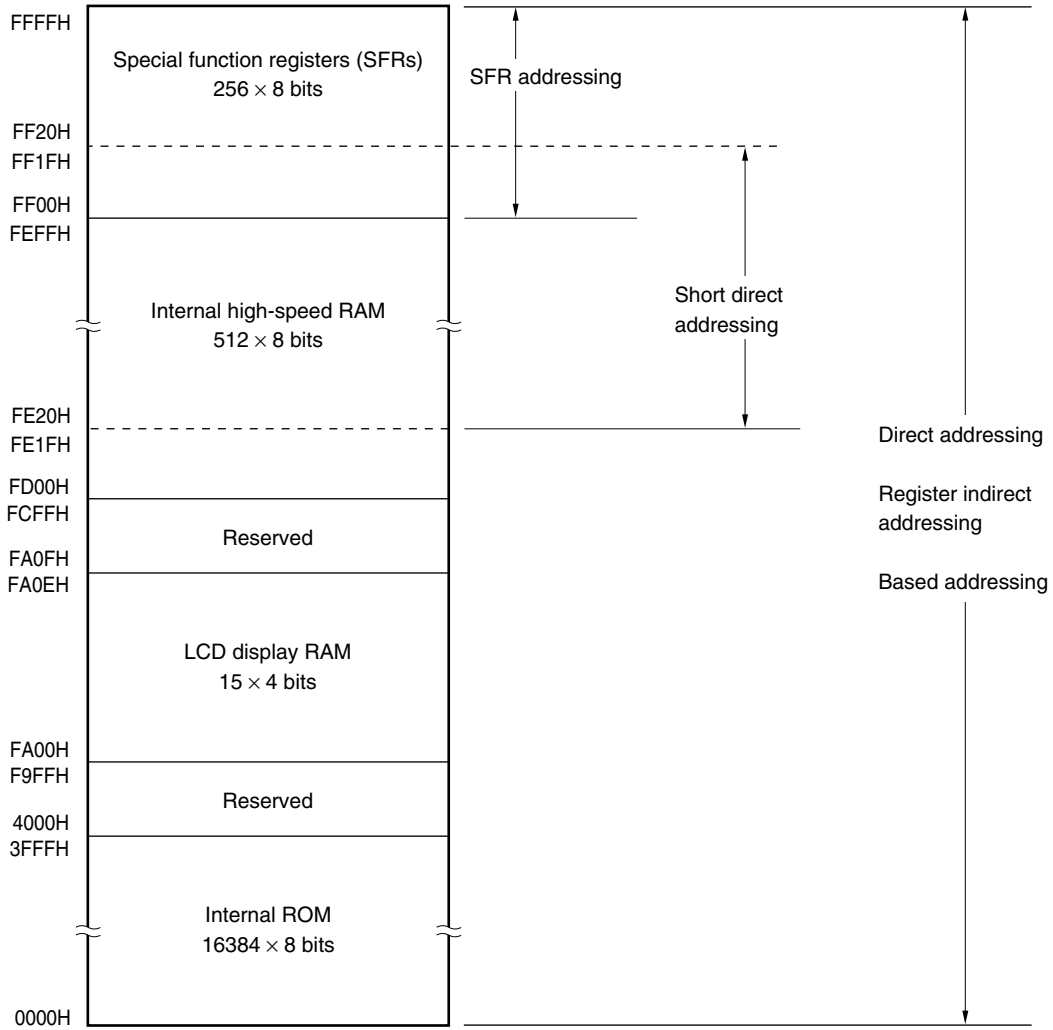 FFFFH
Special function registers (SFRs)
256 × 8 bits
SFR addressing
FF20H
FF1FH
FF00H
FEFFH
Internal high-speed RAM
512 × 8 bits
Short direct
addressing
FE20H
FE1FH
Direct addressing
FD00H
FCFFH
Register indirect
addressing
Reserved
FA0FH
FA0EH
Based addressing
LCD display RAM
15 × 4 bits
FA00H
F9FFH
Reserved
4000H
3FFFH
Internal ROM
16384 × 8 bits
0000H